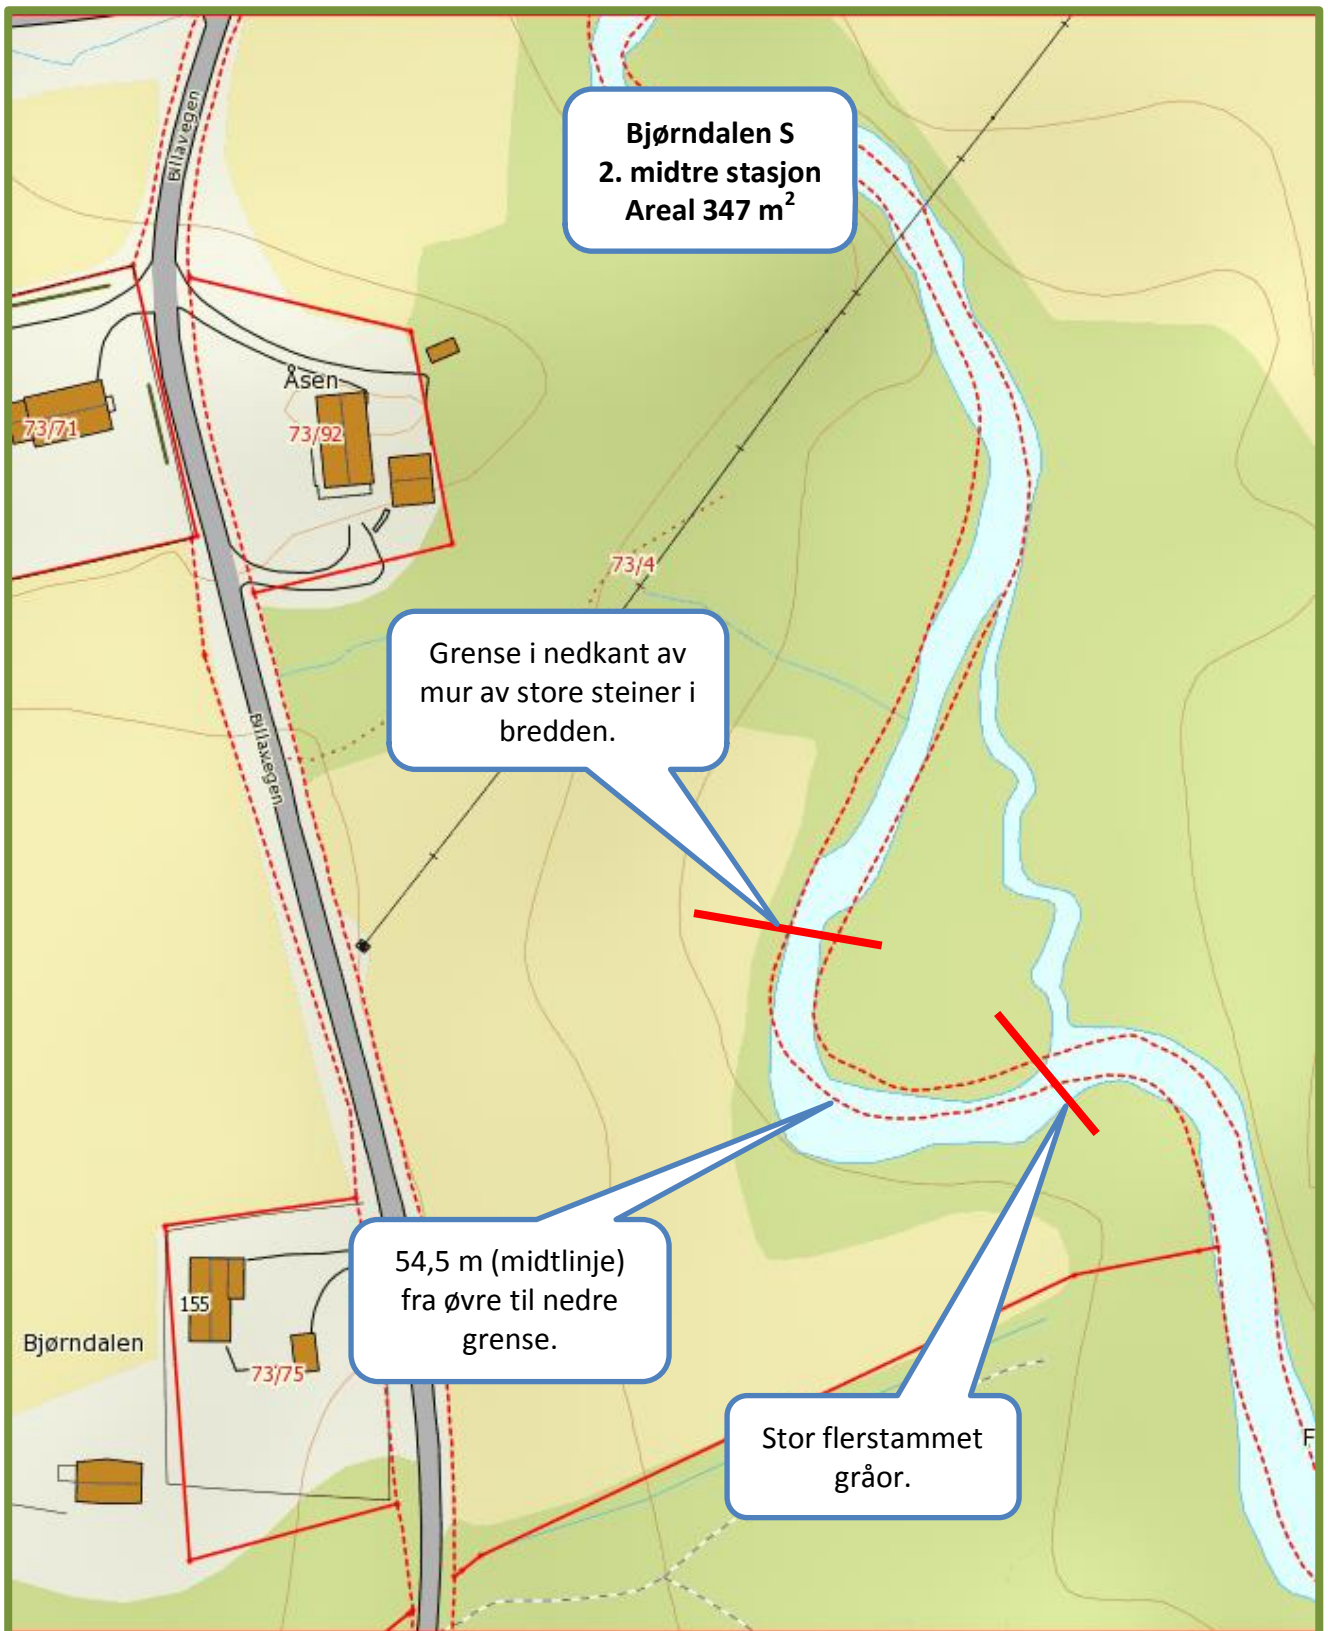 Billavegen
Bjørndalen S
2. midtre stasjon
Areal 347 m²
Åsen
73/71
73/92
73/4
Grense i nedkant av
mur av store steiner i
bredden.
Billavegen
54,5 m (midtlinje)
fra øvre til nedre
grense.
155
Bjørndalen
73/75
Stor flerstammet
gråor.
F